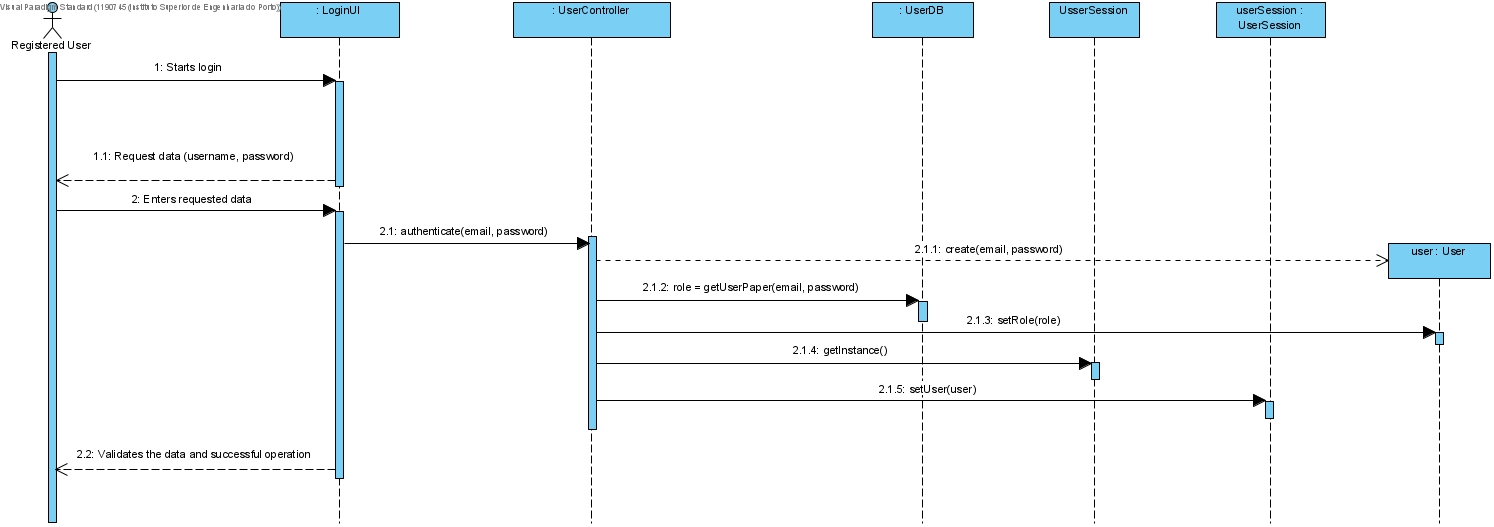 Visual Paradigm Standard (1190745 (Instituto Superior de Engenharia do Porto))
: LoginUI
: UserController
: UserDB
UsserSession
userSession :
UserSession
Registered User
1: Starts login
1.1: Request data (username, password)
2: Enters requested data
2.1: authenticate(email, password)
2.1.1: create(email, password)
user : User
2.1.2: role = getUserPaper(email, password)
2.1.3: setRole(role)
2.1.4: getInstance()
2.1.5: setUser(user)
2.2: Validates the data and successful operation